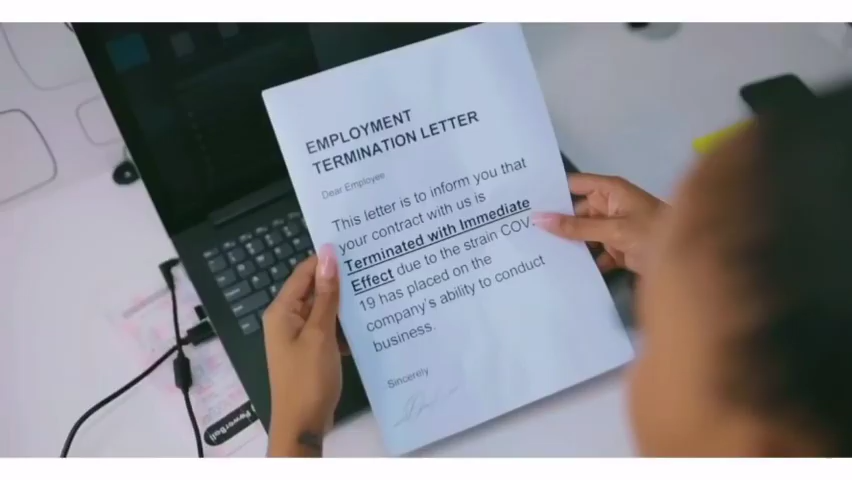 EMPLOYMENT
TERMINATION LETTER
Dear Employee
This letter is to inform you that
your contract with us is
Terminated with Immediate
Effect due to the strain COV-
19 has placed on the
company's ability to conduct
business.
Sincerely
PowerBall